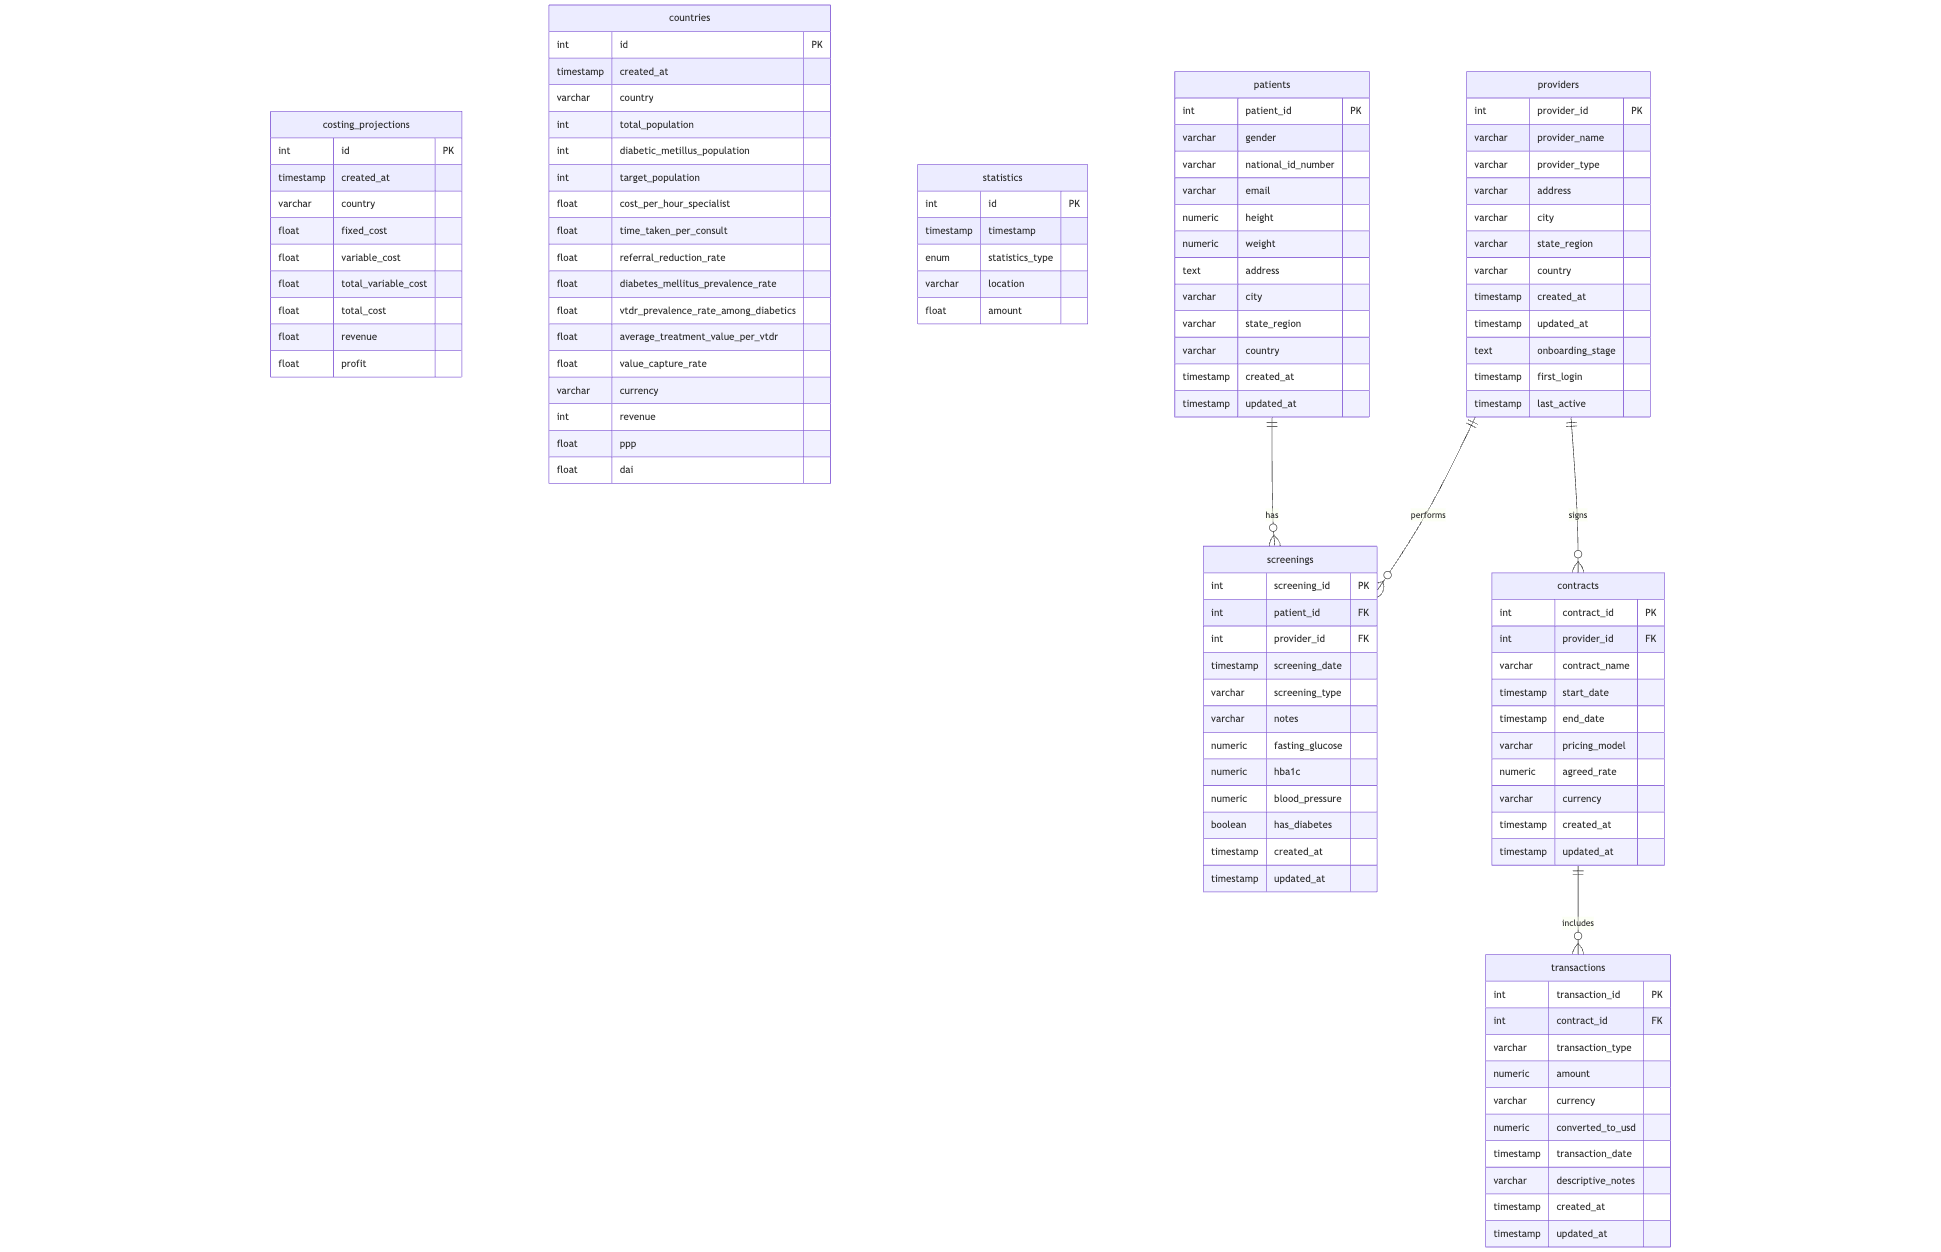 costing_projections
int id PK
timestamp created_at
varchar country
float fixed_cost
float variable_cost
float total_variable_cost
float total_cost
float revenue
float profit
countries
int id PK
timestamp created_at
varchar country
int total_population
int diabetic_metillus_population
int target_population
float cost_per_hour_specialist
float time_taken_per_consult
float referral_reduction_rate
float diabetes_mellitus_prevalence_rate
float vtdr_prevalence_rate_among_diabetics
float average_treatment_value_per_vtdr
float value_capture_rate
varchar currency
int revenue
float ppp
float dai
statistics
int id PK
timestamp timestamp
enum statistics_type
varchar location
float amount
patients
int patient_id PK
varchar gender
varchar national_id_number
varchar email
numeric height
numeric weight
text address
varchar city
varchar state_region
varchar country
timestamp created_at
timestamp updated_at
providers
int provider_id PK
varchar provider_name
varchar provider_type
varchar address
varchar city
varchar state_region
varchar country
timestamp created_at
timestamp updated_at
text onboarding_stage
timestamp first_login
timestamp last_active
has
performs
signs
screenings
int screening_id PK
int patient_id FK
int provider_id FK
timestamp screening_date
varchar screening_type
varchar notes
numeric fasting_glucose
numeric hba1c
numeric blood_pressure
boolean has_diabetes
timestamp created_at
timestamp updated_at
contracts
int contract_id PK
int provider_id FK
varchar contract_name
timestamp start_date
timestamp end_date
varchar pricing_model
numeric agreed_rate
varchar currency
timestamp created_at
timestamp updated_at
includes
transactions
int transaction_id PK
int contract_id FK
varchar transaction_type
numeric amount
varchar currency
numeric converted_to_usd
timestamp transaction_date
varchar descriptive_notes
timestamp created_at
timestamp updated_at